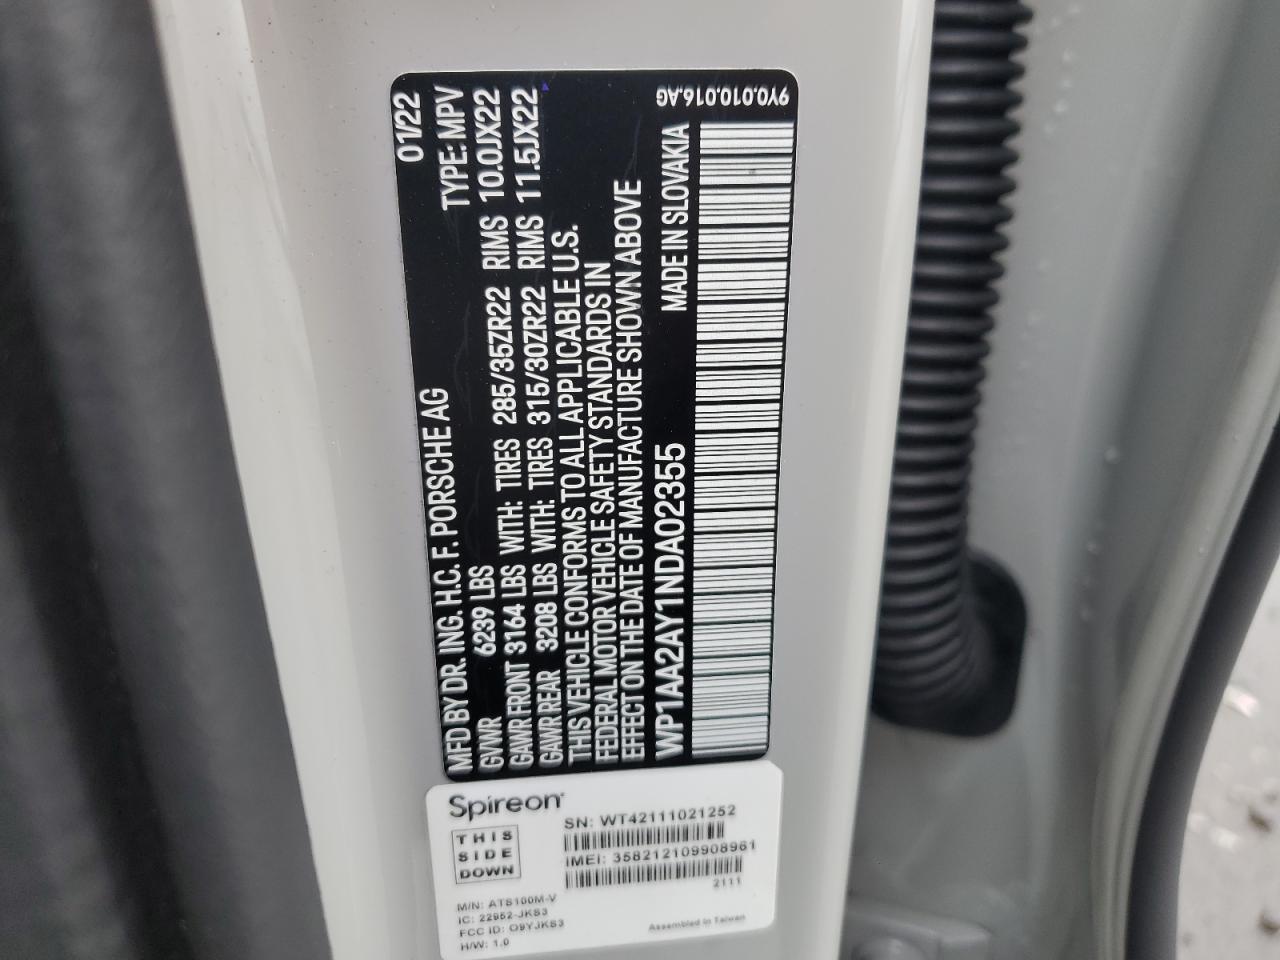 MFD BY DR. ING. H.C. F. PORSCHE AG 01/22
GVWR 6239 LBS TYPE: MPV
GAWR FRONT 3164 LBS WITH: TIRES 285/35ZR22 RIMS 10.0JX22
GAWR REAR 3208 LBS WITH: TIRES 315/30ZR22 RIMS 11.5JX22
THIS VEHICLE CONFORMS TO ALL APPLICABLE U.S.
FEDERAL MOTOR VEHICLE SAFETY STANDARDS IN
EFFECT ON THE DATE OF MANUFACTURE SHOWN ABOVE
WP1AA2AY1NDA02355 MADE IN SLOVAKIA
9Y0.010.016.AG
Spireon
THIS
SIDE
DOWN
SN: WT42111021252
IMEI: 358212109908961
2111
M/N: ATS100M-V
IC: 22952-JKS3
FCC ID: O9YJKS3
H/W: 1.0
Assembled in Taiwan